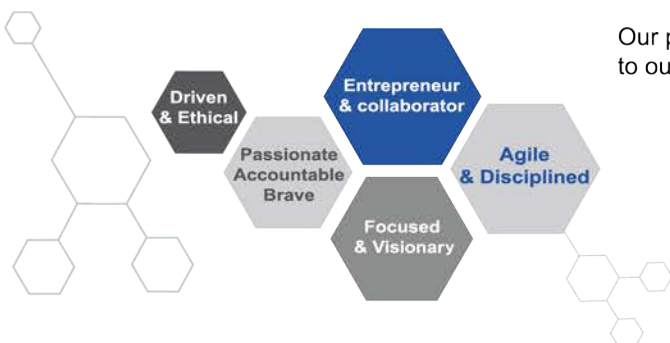 Our p
to ou
Driven
& Ethical
Passionate
Accountable
Brave
Entrepreneur
& collaborator
Focused
& Visionary
Agile
& Disciplined